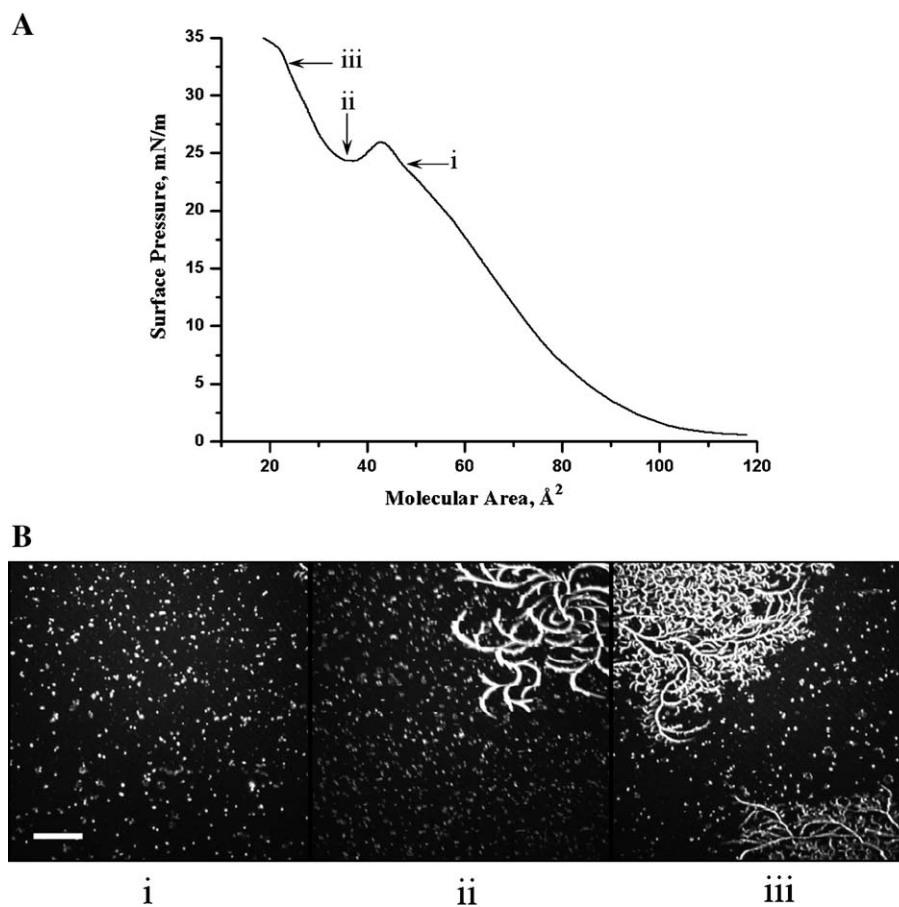 A
35
30
25
20
15
10
5
0
Surface Pressure, mN/m
iii
ii
i
20 40 60 80 100 120
Molecular Area, Å²
B
i ii iii